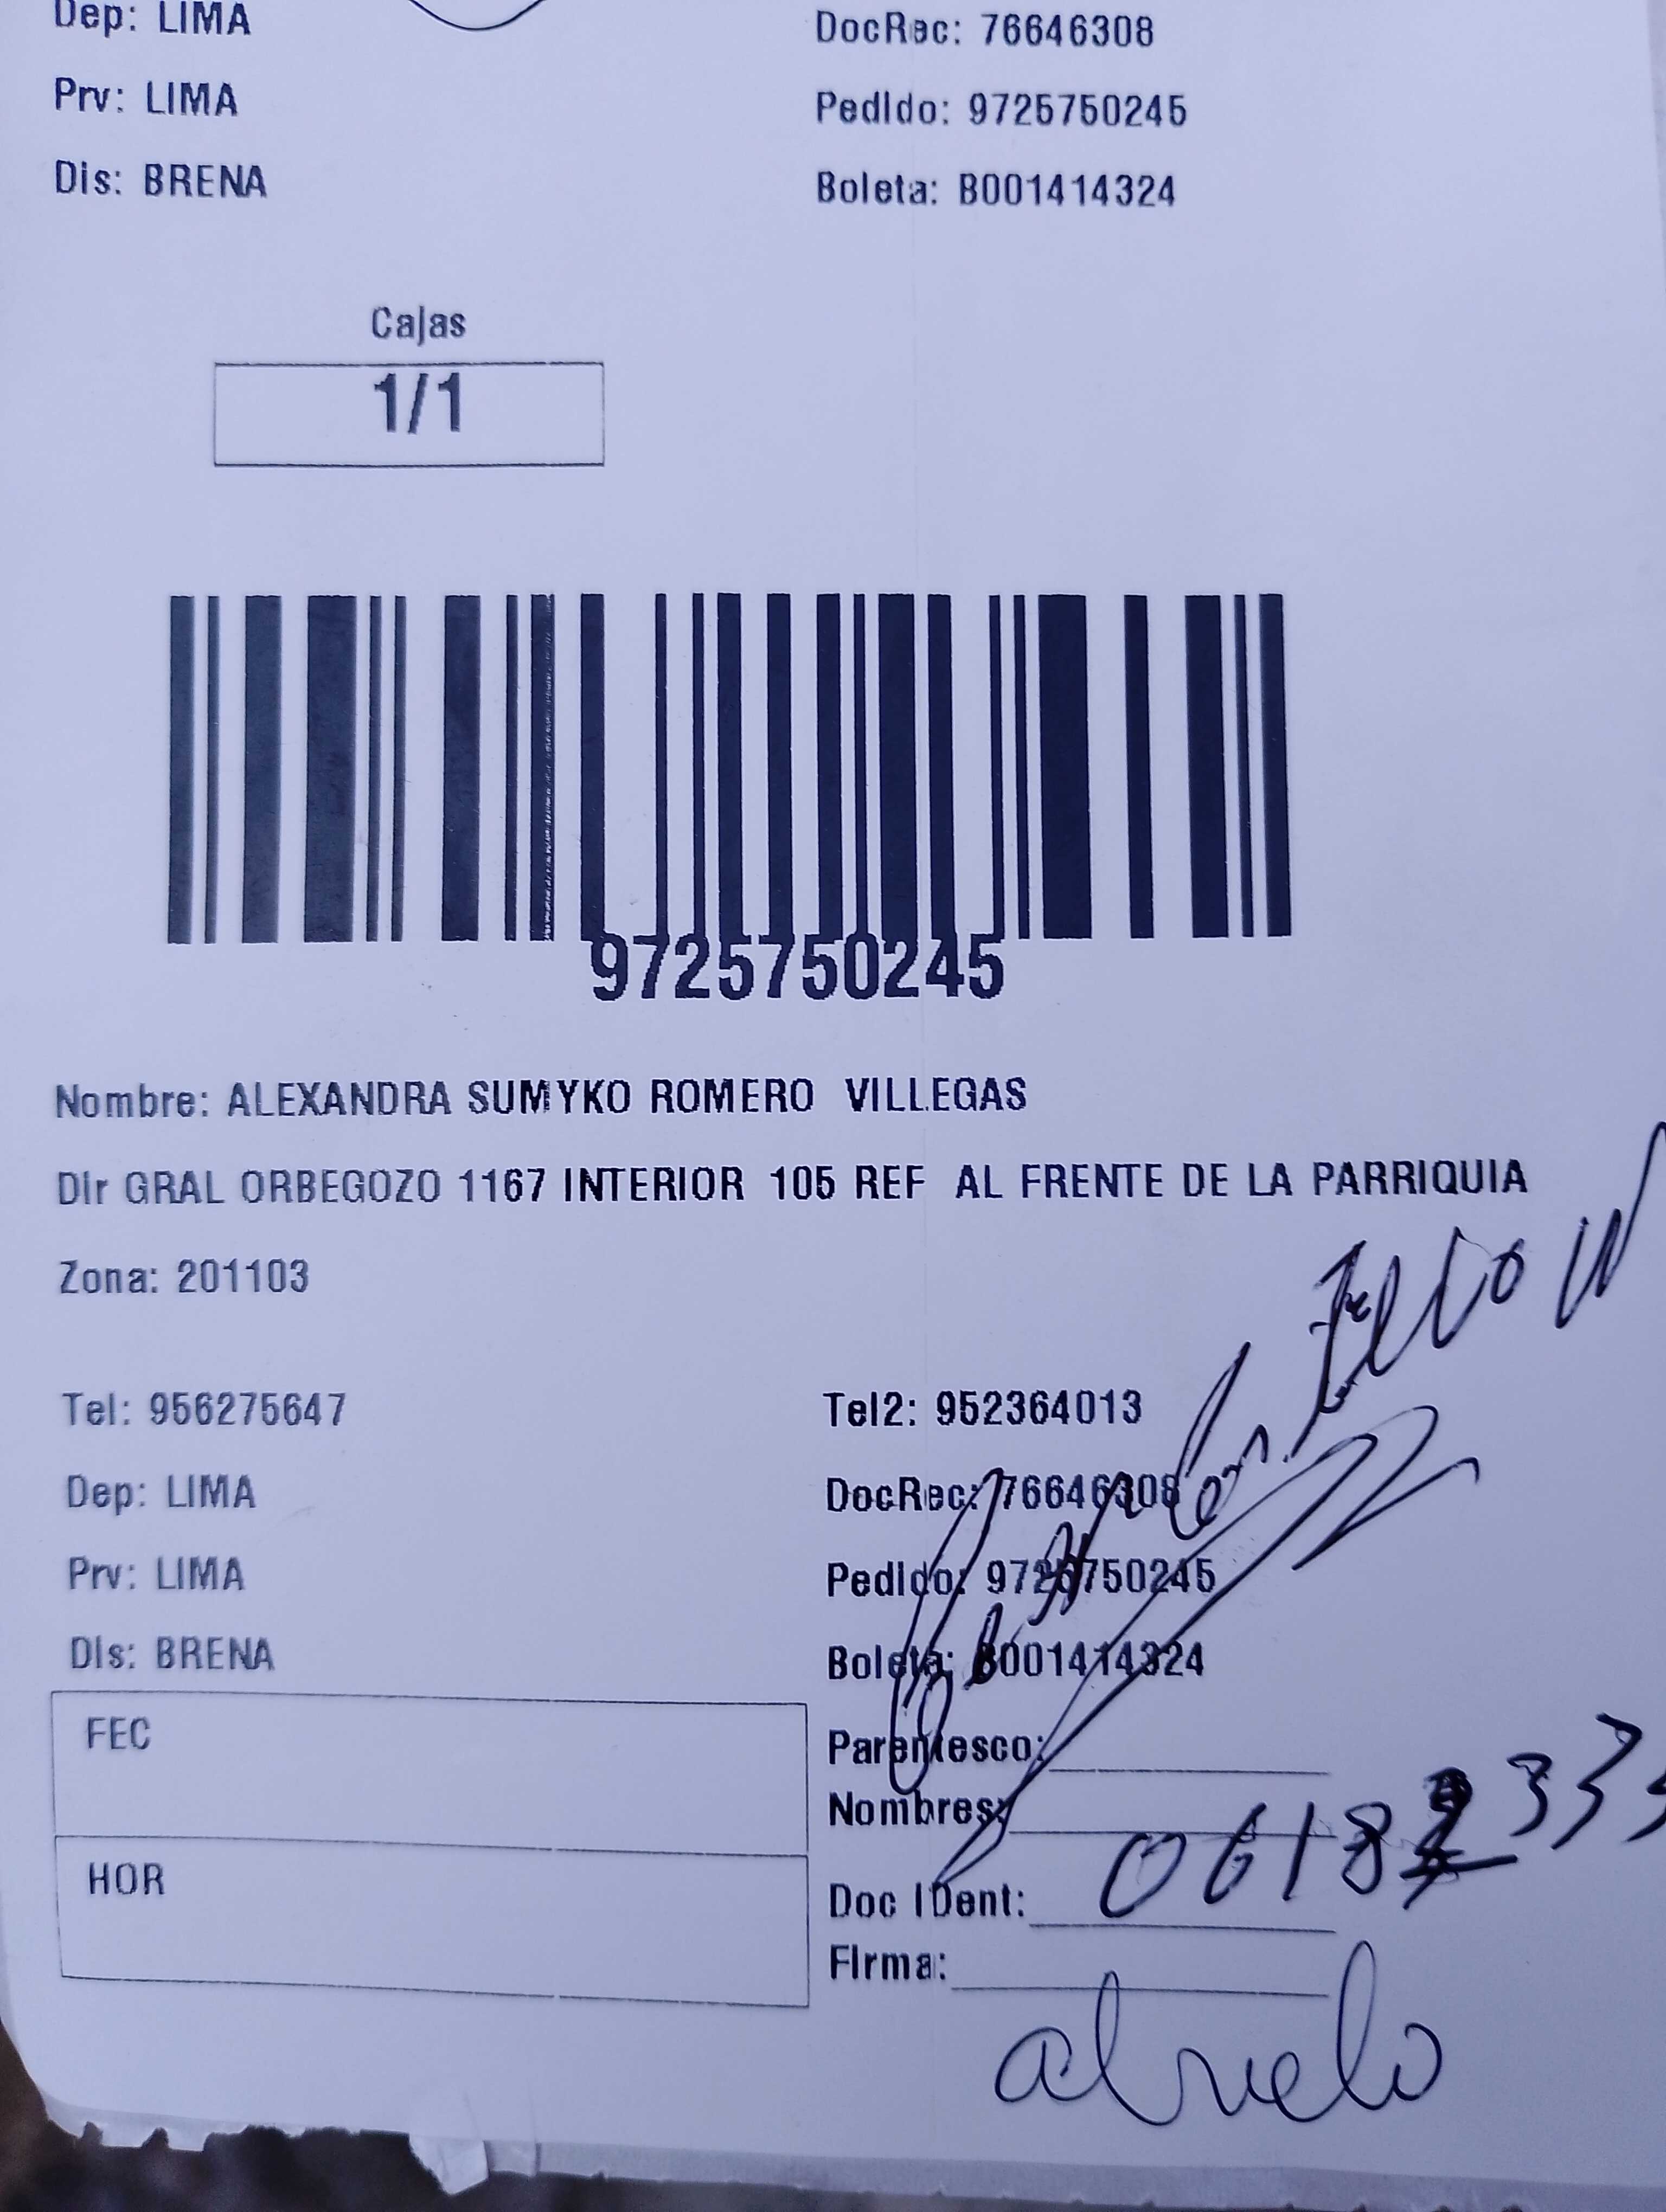 Dep: LIMA DocRec: 76646308
Prv: LIMA Pedido: 9725750245
Dis: BRENA Boleta: B001414324
Cajas
1/1
9725750245
Nombre: ALEXANDRA SUMYKO ROMERO VILLEGAS
Dir GRAL ORBEGOZO 1167 INTERIOR 105 REF AL FRENTE DE LA PARRIQUIA
Zona: 201103
Tel: 956275647 Tel2: 952364013
Dep: LIMA DocRec: 76646308
Prv: LIMA Pedido: 9725750245
Dis: BRENA Boleta: B001414324
FEC Parentesco:
Nombres:
HOR Doc IDent:
Firma:
abuelo